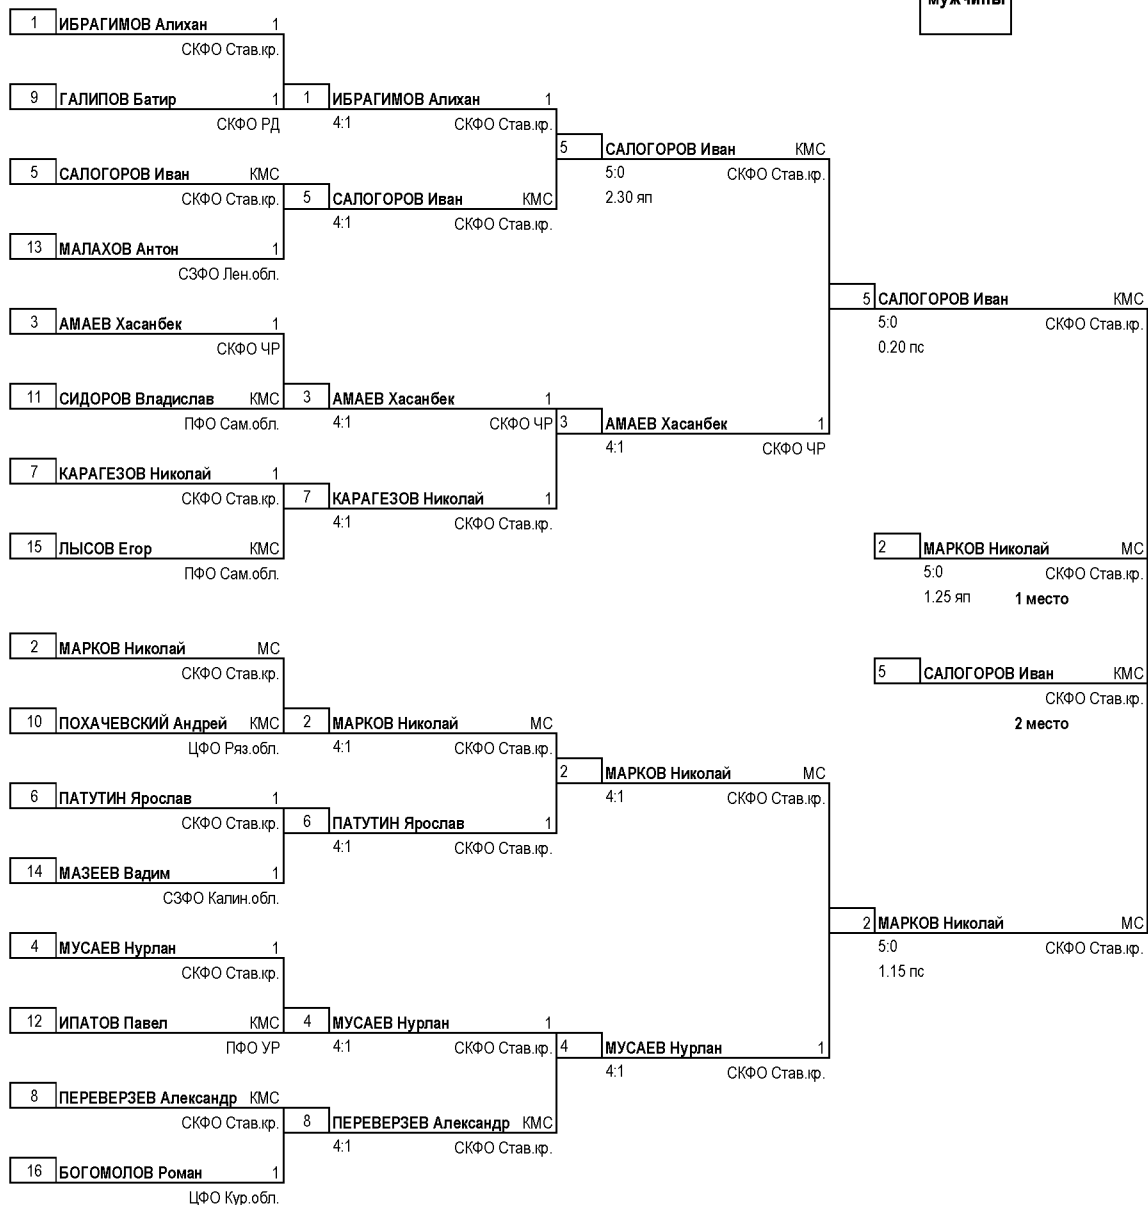 мужчины
1 ИБРАГИМОВ Алихан 1
СКФО Став.кр.
9 ГАЛИПОВ Батир 1
СКФО РД
5 САЛОГОРОВ Иван КМС
СКФО Став.кр.
13 МАЛАХОВ Антон 1
СЗФО Лен.обл.
3 АМАЕВ Хасанбек 1
СКФО ЧР
11 СИДОРОВ Владислав КМС
ПФО Сам.обл.
7 КАРАГЕЗОВ Николай 1
СКФО Став.кр.
15 ЛЫСОВ Егор КМС
ПФО Сам.обл.
2 МАРКОВ Николай МС
СКФО Став.кр.
10 ПОХАЧЕВСКИЙ Андрей КМС
ЦФО Ряз.обл.
6 ПАТУТИН Ярослав 1
СКФО Став.кр.
14 МАЗЕЕВ Вадим 1
СЗФО Калин.обл.
4 МУСАЕВ Нурлан 1
СКФО Став.кр.
12 ИПАТОВ Павел КМС
ПФО УР
8 ПЕРЕВЕРЗЕВ Александр КМС
СКФО Став.кр.
16 БОГОМОЛОВ Роман 1
ЦФО Кур.обл.
1 ИБРАГИМОВ Алихан 1
4:1 СКФО Став.кр.
5 САЛОГОРОВ Иван КМС
4:1 СКФО Став.кр.
3 АМАЕВ Хасанбек 1
4:1 СКФО ЧР
7 КАРАГЕЗОВ Николай 1
4:1 СКФО Став.кр.
2 МАРКОВ Николай МС
4:1 СКФО Став.кр.
6 ПАТУТИН Ярослав 1
4:1 СКФО Став.кр.
4 МУСАЕВ Нурлан 1
4:1 СКФО Став.кр.
8 ПЕРЕВЕРЗЕВ Александр КМС
4:1 СКФО Став.кр.
5 САЛОГОРОВ Иван КМС
5:0 СКФО Став.кр.
2.30 яп
3 АМАЕВ Хасанбек 1
4:1 СКФО ЧР
2 МАРКОВ Николай МС
4:1 СКФО Став.кр.
4 МУСАЕВ Нурлан 1
4:1 СКФО Став.кр.
5 САЛОГОРОВ Иван КМС
5:0 СКФО Став.кр.
0.20 пс
2 МАРКОВ Николай МС
5:0 СКФО Став.кр.
1.25 яп 1 место
5 САЛОГОРОВ Иван КМС
СКФО Став.кр.
2 место
2 МАРКОВ Николай МС
5:0 СКФО Став.кр.
1.15 пс